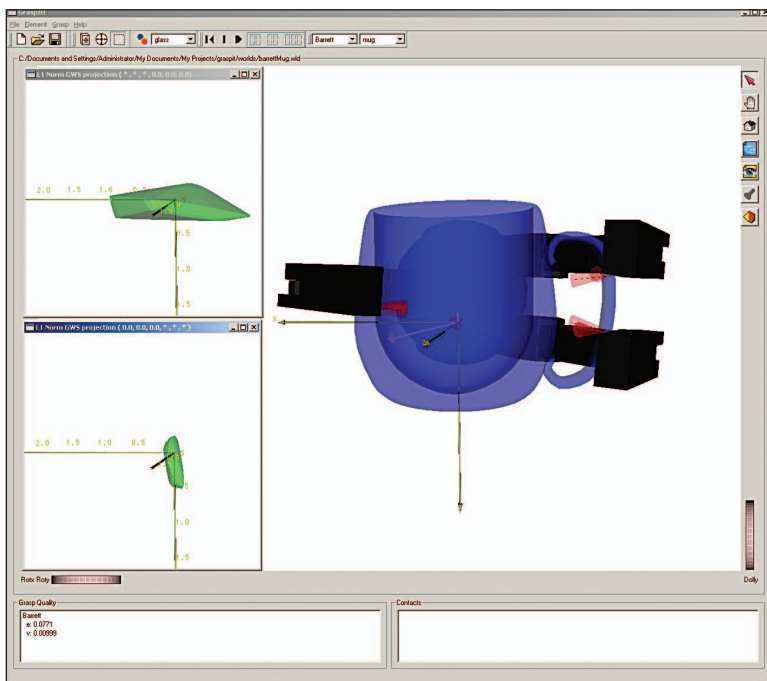 GraspIt!
File Element Grasp Help
glass Barrett mug
C:/Documents and Settings/Administrator/My Documents/My Projects/graspit/worlds/barrettMug.wld
L1 Norm GWS projection ( *, *, *, 0.0, 0.0, 0.0)
2.0 1.5 1.0 0.5
0.5
1.0
1.5
X
L1 Norm GWS projection ( 0.0, 0.0, 0.0, *, *, *)
2.0 1.5 1.0 0.5
1.0
1.5
Rotx Roty
Dolly
Grasp Quality
Contacts
Barrett
e: 0.0771
v: 0.00999